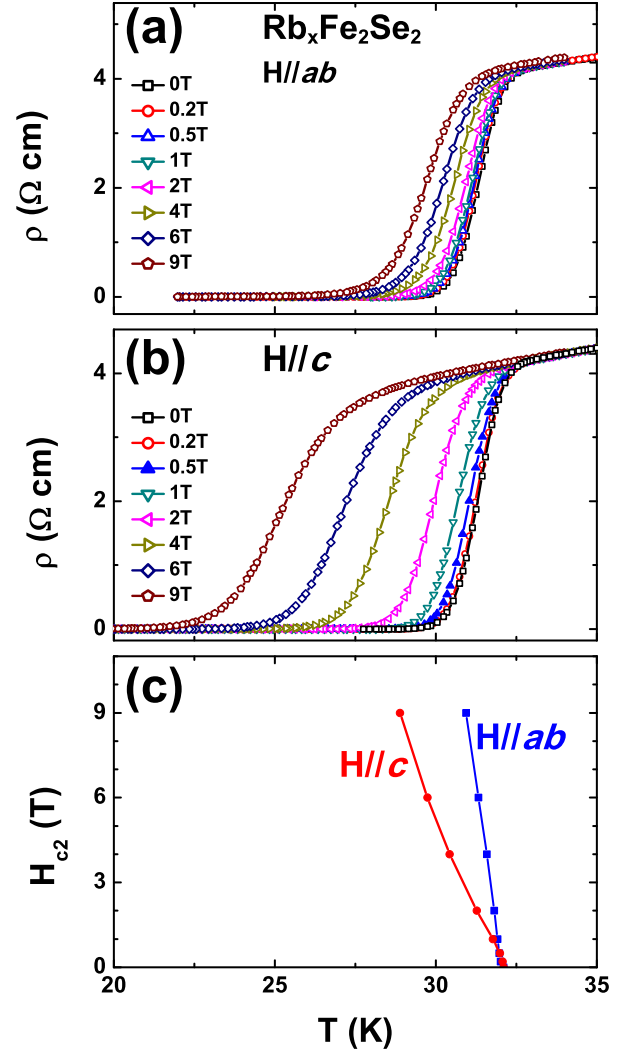 (a) RbxFe2Se2
H//ab
0T
0.2T
0.5T
1T
2T
4T
6T
9T
4
2
0
ρ (Ω cm)
(b) H//c
0T
0.2T
0.5T
1T
2T
4T
6T
9T
4
2
0
ρ (Ω cm)
(c)
H//c
H//ab
9
6
3
0
Hc2 (T)
20 25 30 35
T (K)